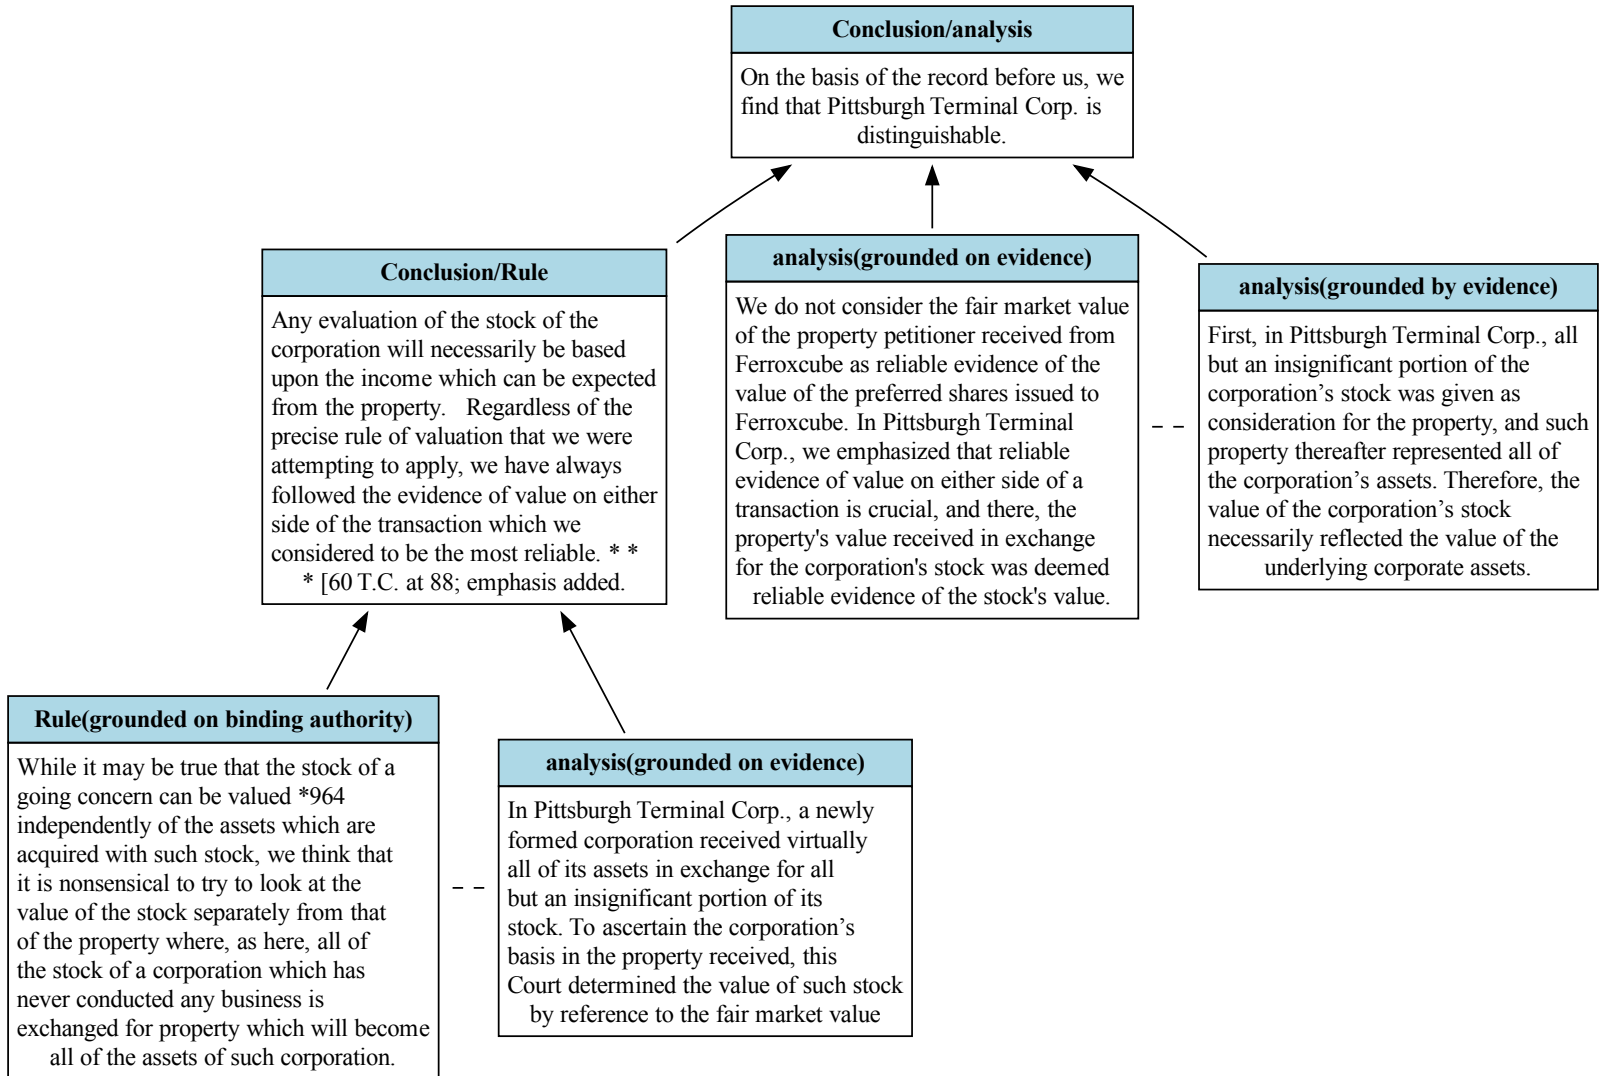 Conclusion/analysis
On the basis of the record before us, we
find that Pittsburgh Terminal Corp. is
distinguishable.
Conclusion/Rule
Any evaluation of the stock of the
corporation will necessarily be based
upon the income which can be expected
from the property. Regardless of the
precise rule of valuation that we were
attempting to apply, we have always
followed the evidence of value on either
side of the transaction which we
considered to be the most reliable. * *
* [60 T.C. at 88; emphasis added.
analysis(grounded on evidence)
We do not consider the fair market value
of the property petitioner received from
Ferroxcube as reliable evidence of the
value of the preferred shares issued to
Ferroxcube. In Pittsburgh Terminal
Corp., we emphasized that reliable
evidence of value on either side of a
transaction is crucial, and there, the
property's value received in exchange
for the corporation's stock was deemed
reliable evidence of the stock's value.
analysis(grounded by evidence)
First, in Pittsburgh Terminal Corp., all
but an insignificant portion of the
corporation’s stock was given as
consideration for the property, and such
property thereafter represented all of
the corporation’s assets. Therefore, the
value of the corporation’s stock
necessarily reflected the value of the
underlying corporate assets.
Rule(grounded on binding authority)
While it may be true that the stock of a
going concern can be valued *964
independently of the assets which are
acquired with such stock, we think that
it is nonsensical to try to look at the
value of the stock separately from that
of the property where, as here, all of
the stock of a corporation which has
never conducted any business is
exchanged for property which will become
all of the assets of such corporation.
analysis(grounded on evidence)
In Pittsburgh Terminal Corp., a newly
formed corporation received virtually
all of its assets in exchange for all
but an insignificant portion of its
stock. To ascertain the corporation’s
basis in the property received, this
Court determined the value of such stock
by reference to the fair market value